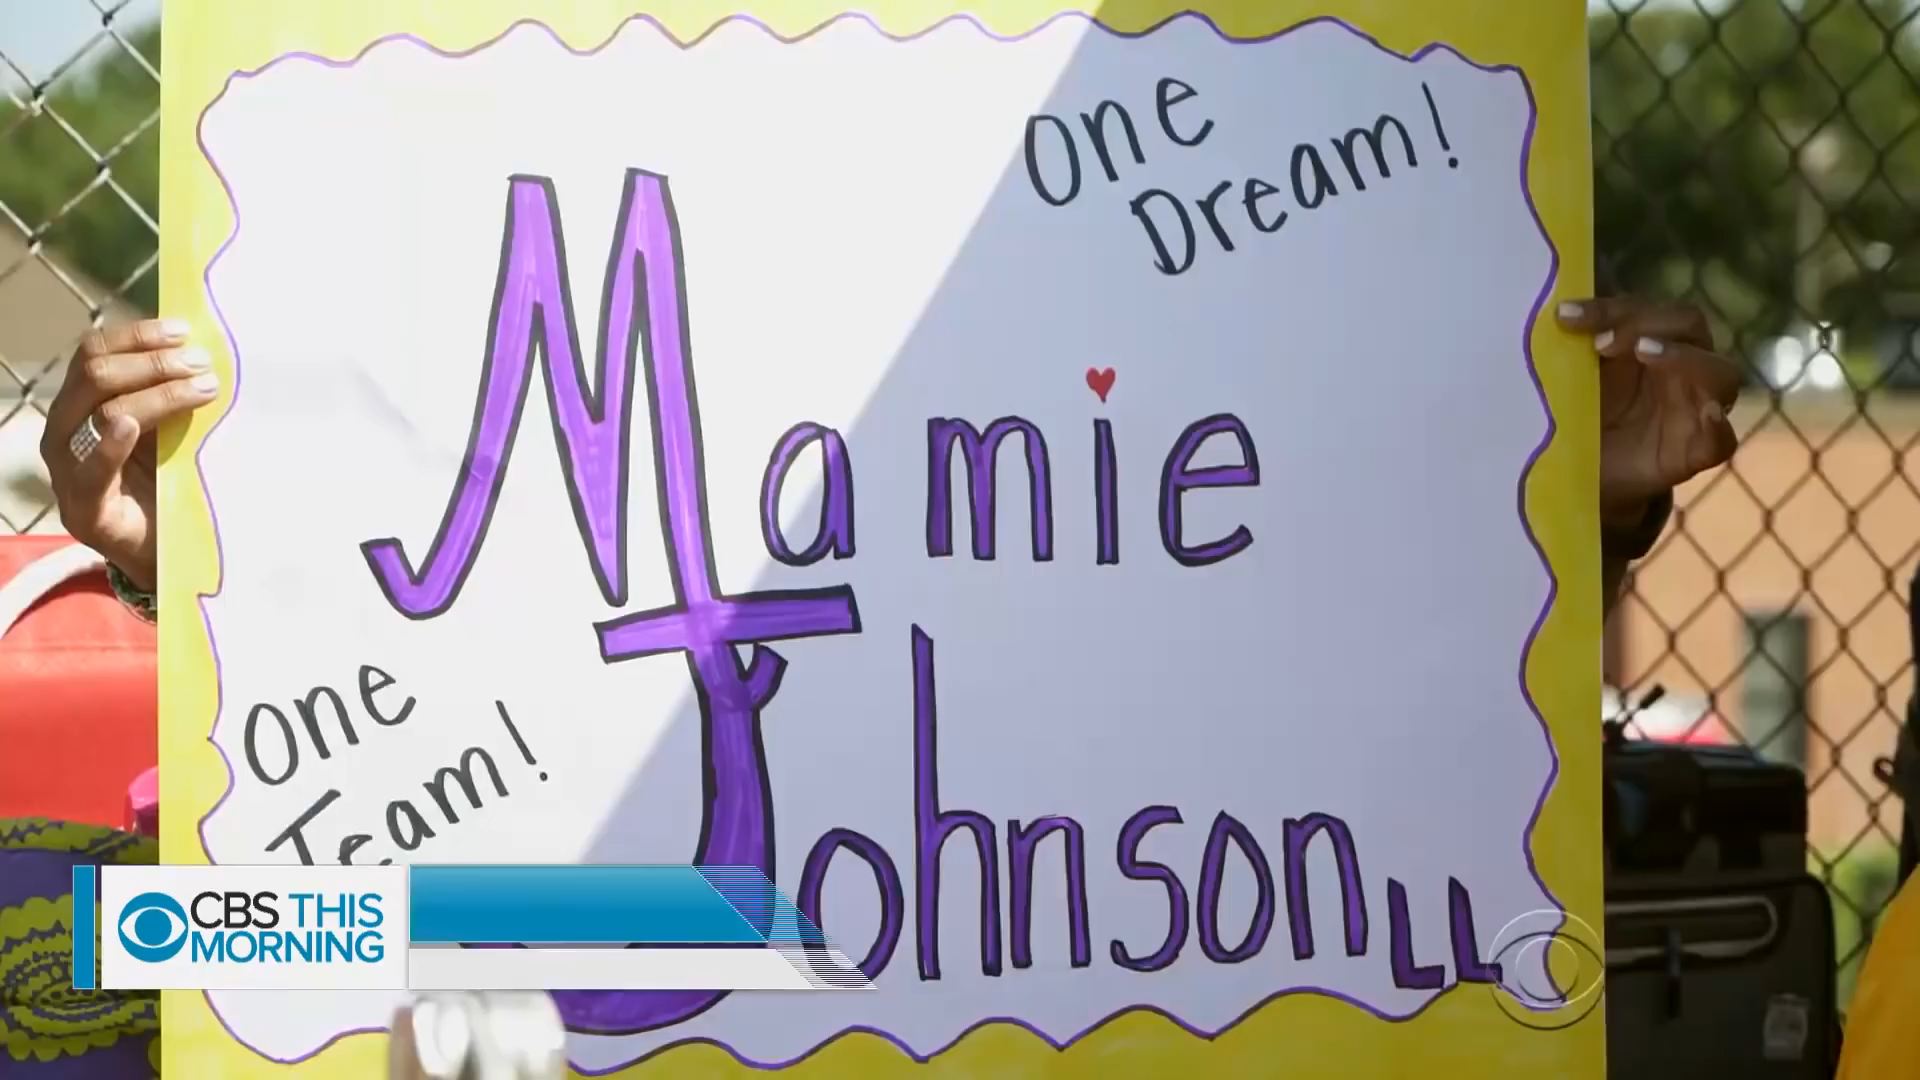 One
Dream!
Mamie
Johnson LL
One
Team!
CBS THIS
MORNING